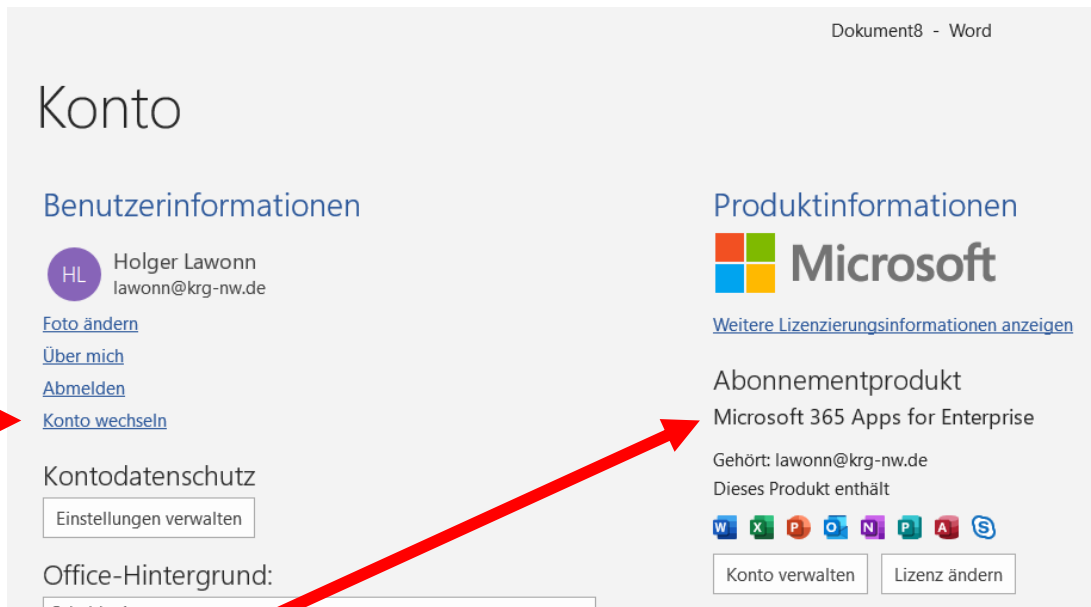 Dokument8 - Word
Konto
Benutzerinformationen
HL
Holger Lawonn
lawonn@krg-nw.de
Foto ändern
Über mich
Abmelden
Konto wechseln
Kontodatenschutz
Einstellungen verwalten
Office-Hintergrund:
Produktinformationen
Microsoft
Weitere Lizenzierungsinformationen anzeigen
Abonnementprodukt
Microsoft 365 Apps for Enterprise
Gehört: lawonn@krg-nw.de
Dieses Produkt enthält
W X P O N P A S
Konto verwalten
Lizenz ändern